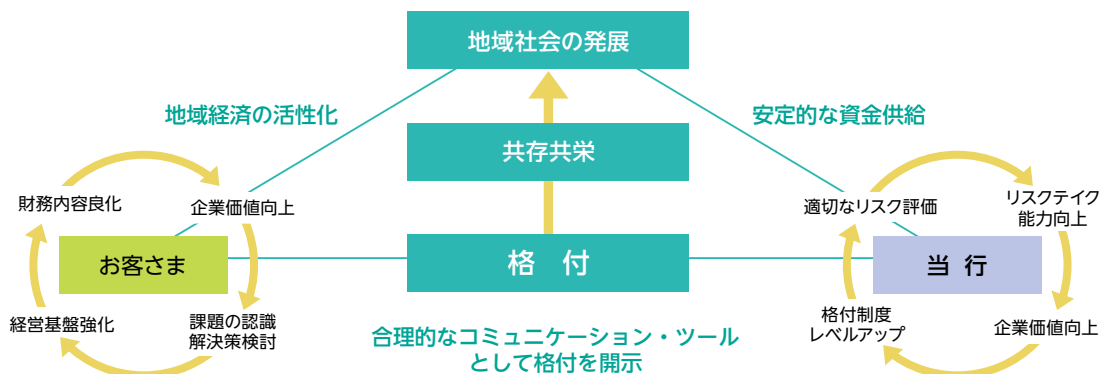 地域社会の発展
地域経済の活性化
安定的な資金供給
共存共栄
財務内容良化
企業価値向上
適切なリスク評価
リスクテイク
能力向上
お客さま
格 付
当 行
経営基盤強化
課題の認識
解決策検討
合理的なコミュニケーション・ツール
として格付を開示
格付制度
レベルアップ
企業価値向上